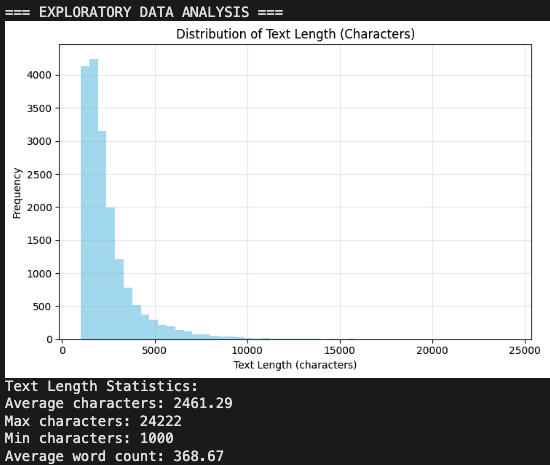 === EXPLORATORY DATA ANALYSIS ===
Distribution of Text Length (Characters)
4000
3500
3000
2500
2000
1500
1000
500
0
Frequency
0 5000 10000 15000 20000 25000
Text Length (characters)
Text Length Statistics:
Average characters: 2461.29
Max characters: 24222
Min characters: 1000
Average word count: 368.67